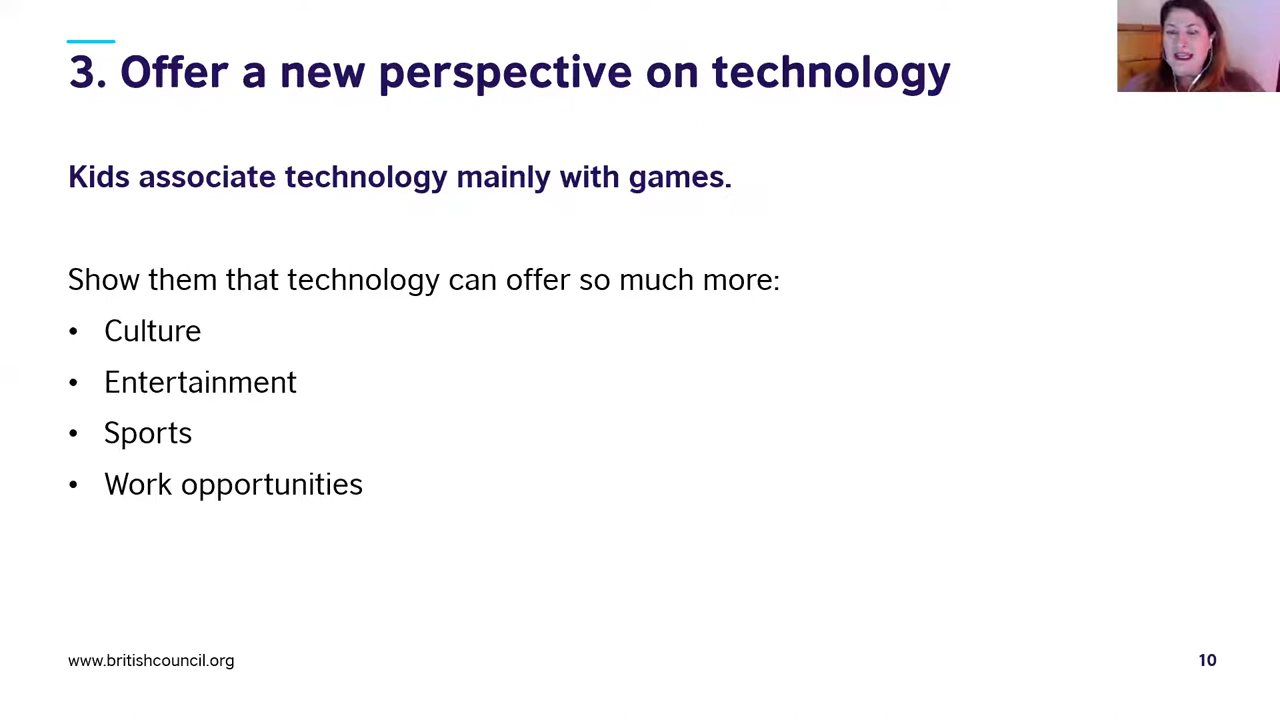 3. Offer a new perspective on technology
Kids associate technology mainly with games.
Show them that technology can offer so much more:
• Culture
• Entertainment
• Sports
• Work opportunities
www.britishcouncil.org
10